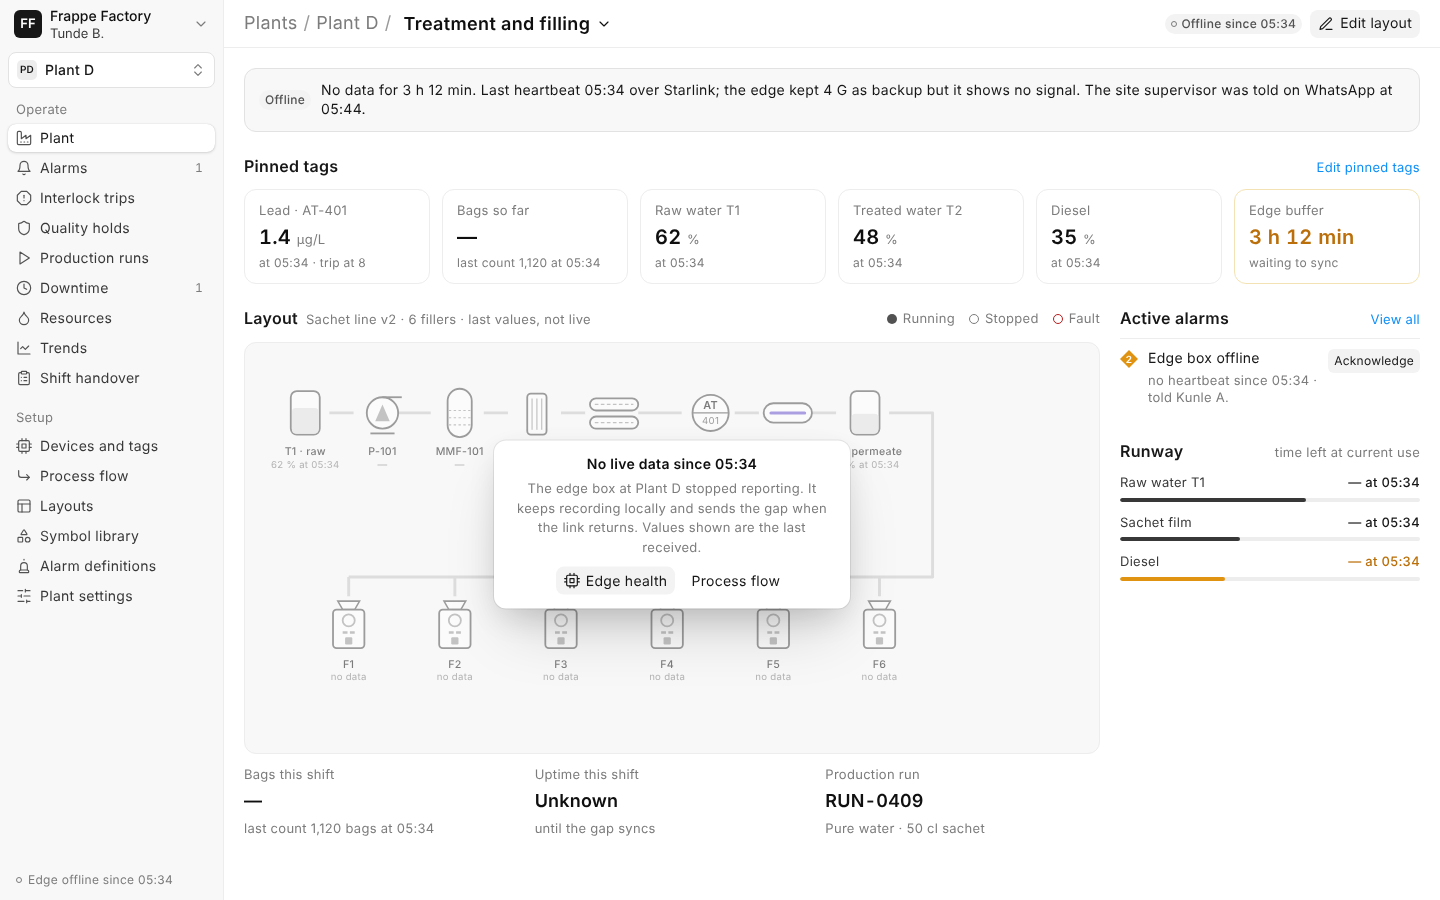 FF
Frappe Factory
Tunde B.
PD
Plant D
Operate
Plant
Alarms 1
Interlock trips
Quality holds
Production runs
Downtime 1
Resources
Trends
Shift handover
Setup
Devices and tags
Process flow
Layouts
Symbol library
Alarm definitions
Plant settings
Edge offline since 05:34
Plants / Plant D / Treatment and filling
Offline since 05:34
Edit layout
Offline
No data for 3 h 12 min. Last heartbeat 05:34 over Starlink; the edge kept 4 G as backup but it shows no signal. The site supervisor was told on WhatsApp at
05:44.
Pinned tags
Edit pinned tags
Lead · AT-401
1.4 µg/L
at 05:34 · trip at 8
Bags so far
—
last count 1,120 at 05:34
Raw water T1
62 %
at 05:34
Treated water T2
48 %
at 05:34
Diesel
35 %
at 05:34
Edge buffer
3 h 12 min
waiting to sync
Layout Sachet line v2 · 6 fillers · last values, not live
Running Stopped Fault
AT
401
T1 · raw
62 % at 05:34
P-101
—
MMF-101
—
permeate
% at 05:34
No live data since 05:34
The edge box at Plant D stopped reporting. It
keeps recording locally and sends the gap when
the link returns. Values shown are the last
received.
Edge health
Process flow
F1
no data
F2
no data
F3
no data
F4
no data
F5
no data
F6
no data
Bags this shift
—
last count 1,120 bags at 05:34
Uptime this shift
Unknown
until the gap syncs
Production run
RUN-0409
Pure water · 50 cl sachet
Active alarms
View all
2
Edge box offline
no heartbeat since 05:34 ·
told Kunle A.
Acknowledge
Runway
time left at current use
Raw water T1 — at 05:34
Sachet film — at 05:34
Diesel — at 05:34